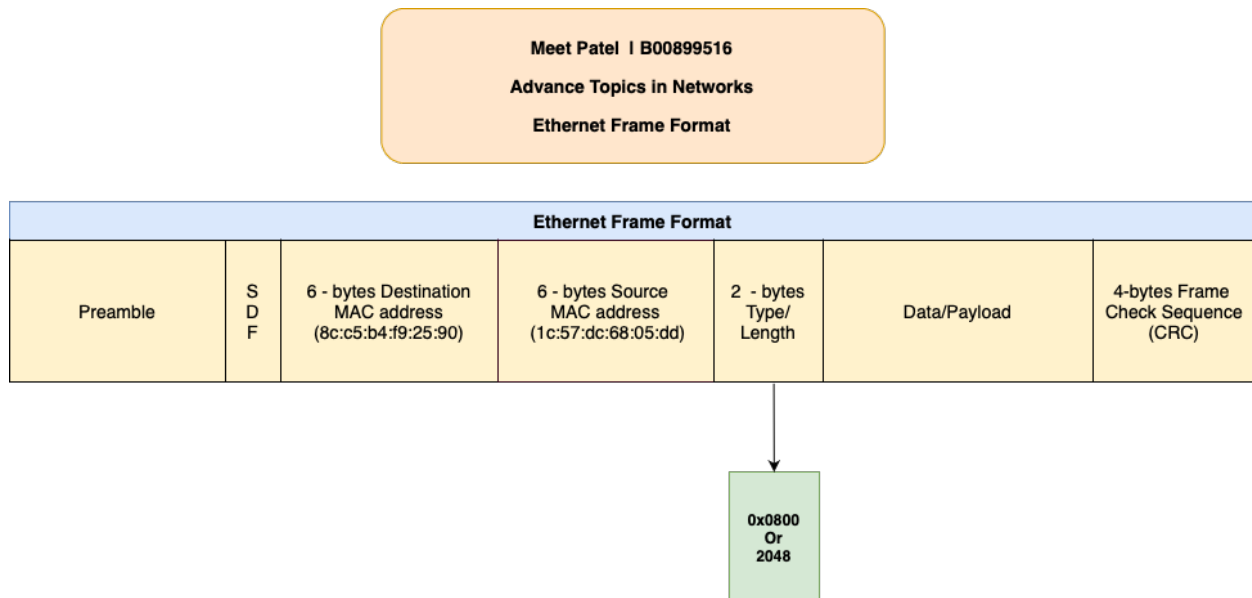 Meet Patel | B00899516
Advance Topics in Networks
Ethernet Frame Format
Ethernet Frame Format
Preamble
S
D
F
6 - bytes Destination
MAC address
(8c:c5:b4:f9:25:90)
6 - bytes Source
MAC address
(1c:57:dc:68:05:dd)
2 - bytes
Type/
Length
Data/Payload
4-bytes Frame
Check Sequence
(CRC)
0x0800
Or
2048